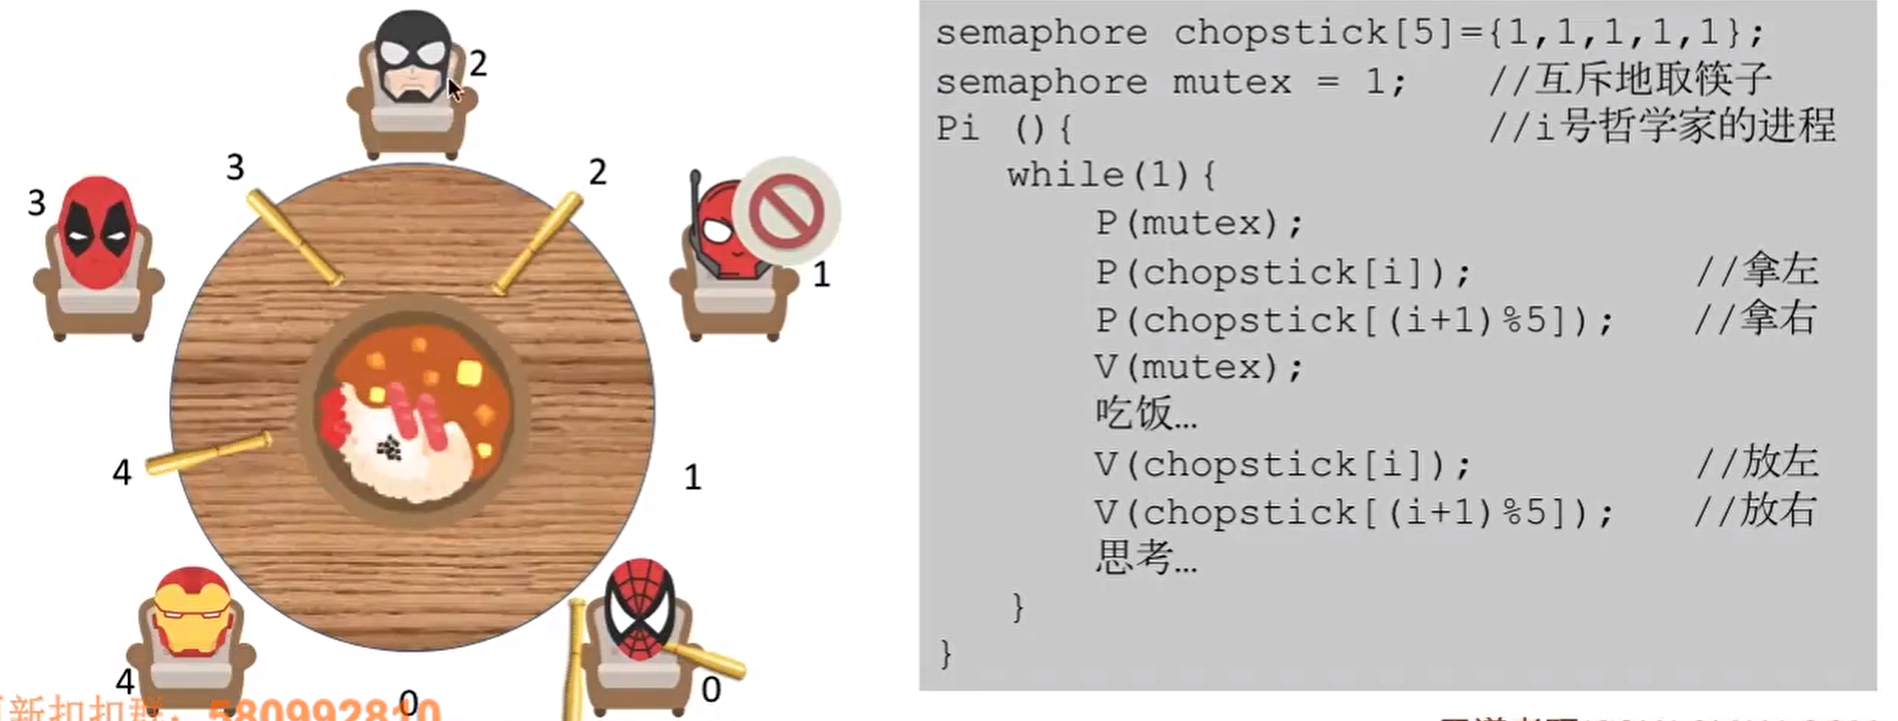 2
3
2
3
1
4
1
4
0
0
新扣扣群：580992810
semaphore chopstick[5]={1,1,1,1,1};
semaphore mutex = 1; //互斥地取筷子
Pi (){ //i号哲学家的进程
while(1){
P(mutex);
P(chopstick[i]); //拿左
P(chopstick[(i+1)%5]); //拿右
V(mutex);
吃饭…
V(chopstick[i]); //放左
V(chopstick[(i+1)%5]); //放右
思考…
}
}